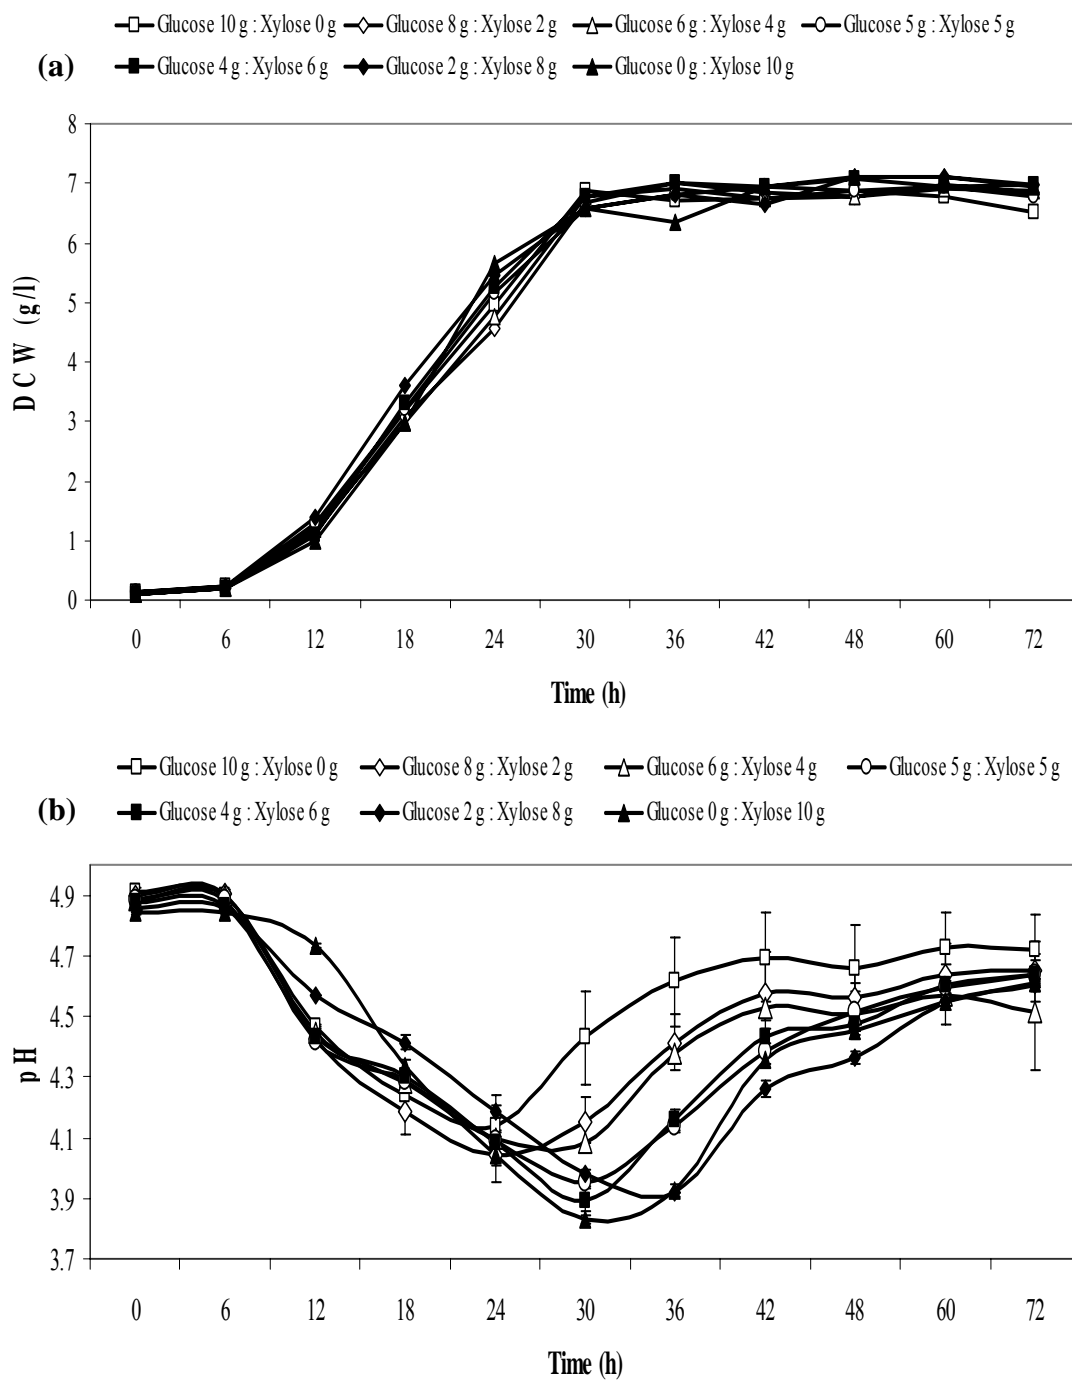 Glucose 10 g : Xylose 0 g Glucose 8 g : Xylose 2 g Glucose 6 g : Xylose 4 g Glucose 5 g : Xylose 5 g
(a) Glucose 4 g : Xylose 6 g Glucose 2 g : Xylose 8 g Glucose 0 g : Xylose 10 g
8
7
6
5
4
3
2
1
0
DCW (g/l)
0 6 12 18 24 30 36 42 48 60 72
Time (h)
Glucose 10 g : Xylose 0 g Glucose 8 g : Xylose 2 g Glucose 6 g : Xylose 4 g Glucose 5 g : Xylose 5 g
(b) Glucose 4 g : Xylose 6 g Glucose 2 g : Xylose 8 g Glucose 0 g : Xylose 10 g
4.9
4.7
4.5
4.3
4.1
3.9
3.7
pH
0 6 12 18 24 30 36 42 48 60 72
Time (h)